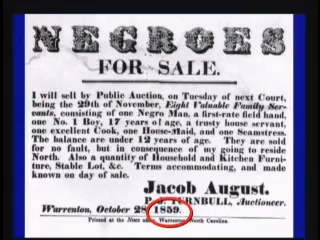 NEGROES
FOR SALE.
I will sell by Public Auction, on Tuesday of next Court,
being the 29th of November, Eight Valuable Family Ser-
vants, consisting of one Negro Man, a first-rate field hand,
one No. 1 Boy, 17 years of age, a trusty house servant,
one excellent Cook, one House-Maid, and one Seamstress.
The balance are under 12 years of age. They are sold
for no fault, but in consequence of my going to reside
North. Also a quantity of Household and Kitchen Furni-
ture, Stable Lot, &c. Terms accommodating, and made
known on day of sale.
Jacob August.
P. TURNBULL, Auctioneer.
Warrenton, October 28, 1859.
Printed at the News office, Warrenton, North Carolina.